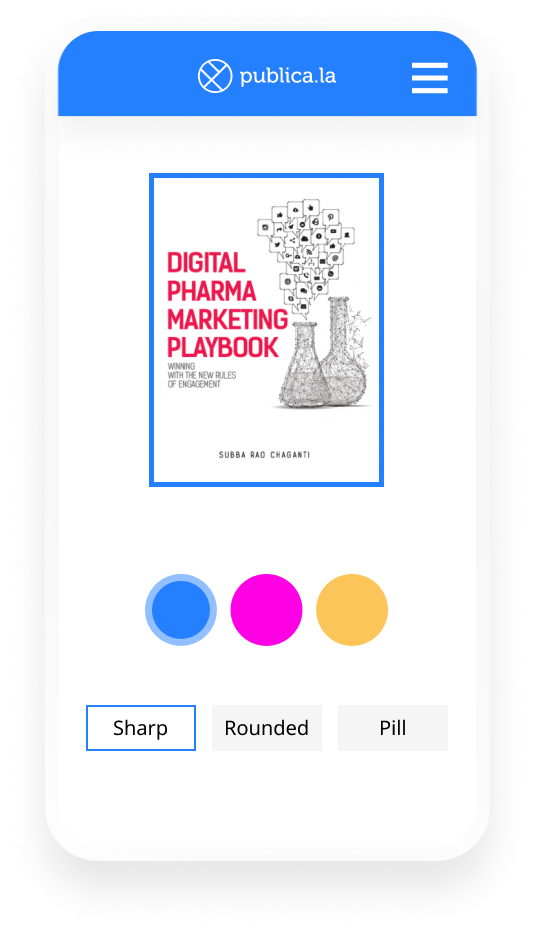 publica.la
DIGITAL
PHARMA
MARKETING
PLAYBOOK
WINNING
WITH THE NEW RULES
OF ENGAGEMENT
SUBBA RAO CHAGANTI
Sharp
Rounded
Pill